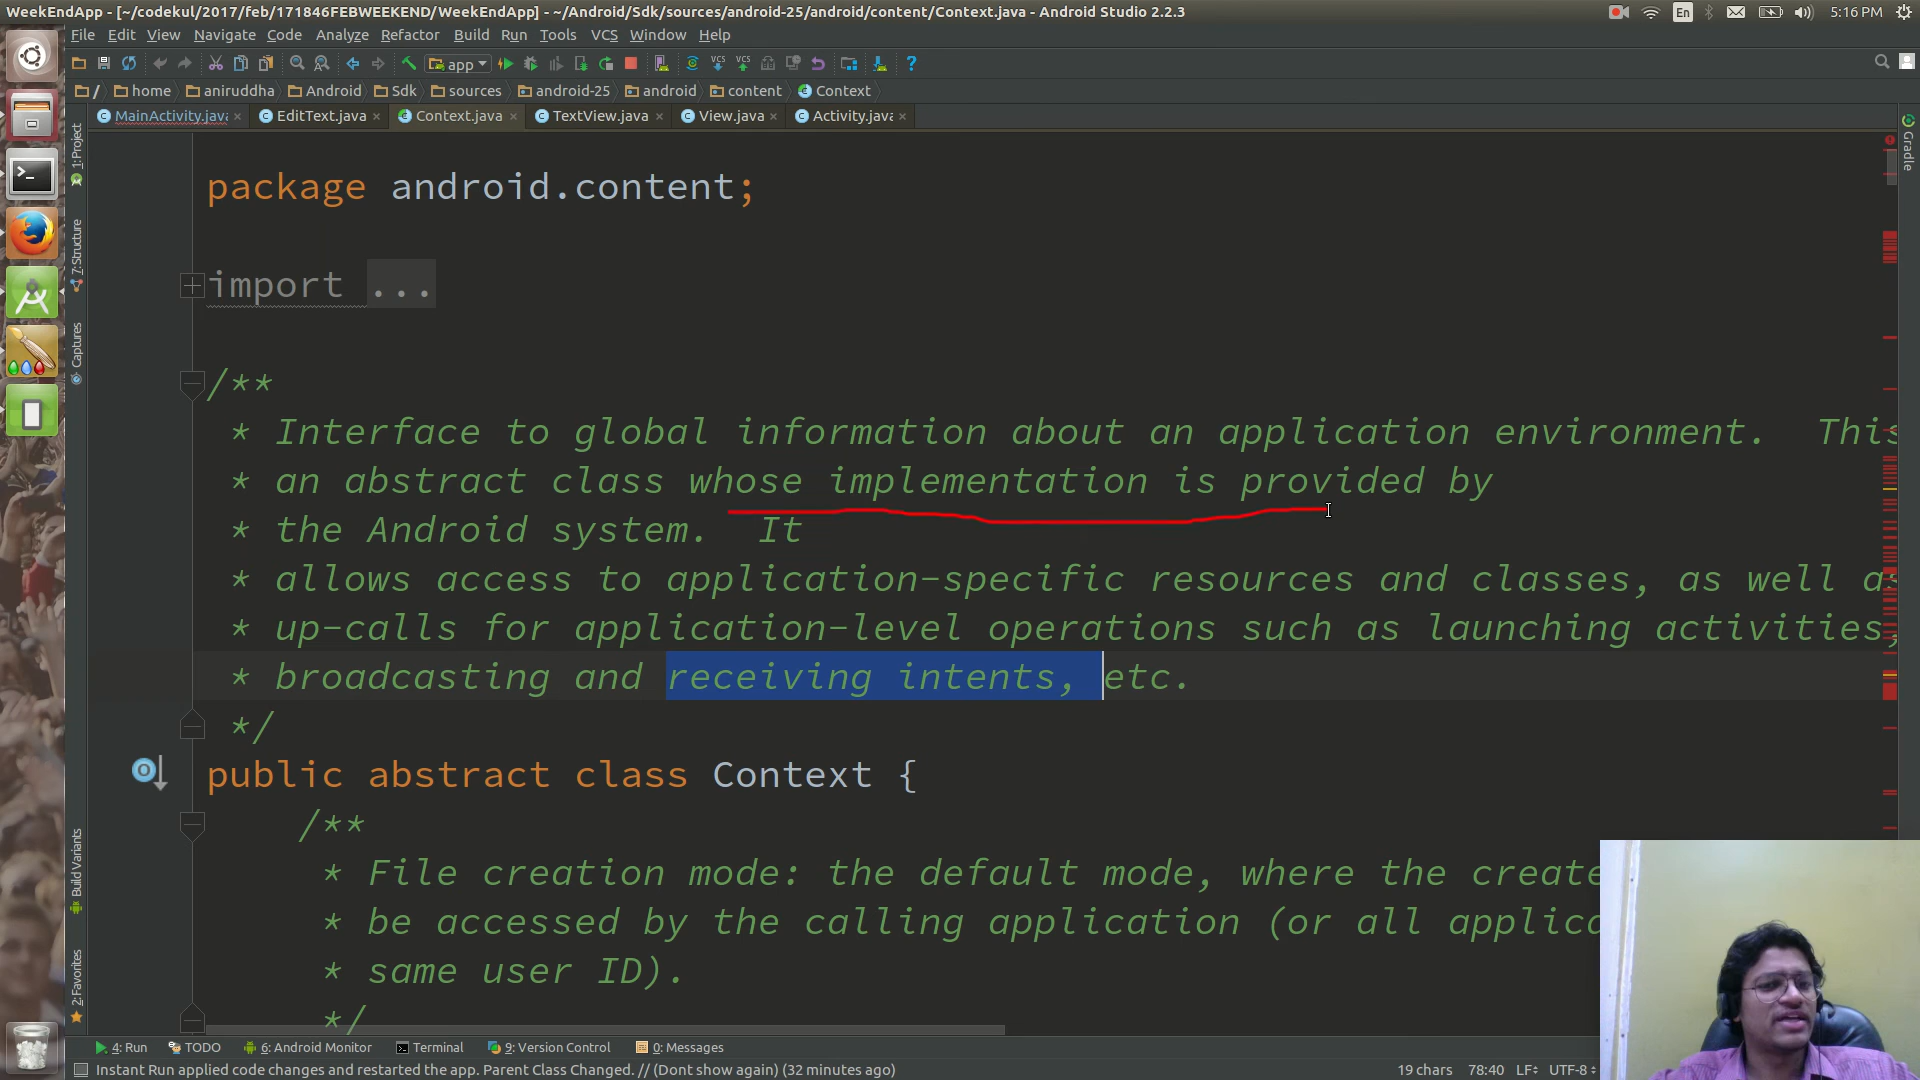 WeekEndApp - [~/codekul/2017/feb/171846FEBWEEKEND/WeekEndApp] - ~/Android/Sdk/sources/android-25/android/content/Context.java - Android Studio 2.2.3
En
5:16 PM
File Edit View Navigate Code Analyze Refactor Build Run Tools VCS Window Help
app
VCS VCS ?
/ home aniruddha Android Sdk sources android-25 android content Context
MainActivity.java EditText.java Context.java TextView.java View.java Activity.java
1: Project
7: Structure
Captures
Build Variants
2: Favorites
Gradle
package android.content;
import ...
/**
* Interface to global information about an application environment. This
* an abstract class whose implementation is provided by
* the Android system. It
* allows access to application-specific resources and classes, as well as
* up-calls for application-level operations such as launching activities,
* broadcasting and receiving intents, etc.
*/
public abstract class Context {
/**
* File creation mode: the default mode, where the create
* be accessed by the calling application (or all applica
* same user ID).
*/
4: Run TODO 6: Android Monitor Terminal 9: Version Control 0: Messages
Instant Run applied code changes and restarted the app. Parent Class Changed. // (Dont show again) (32 minutes ago)
19 chars 78:40 LF UTF-8